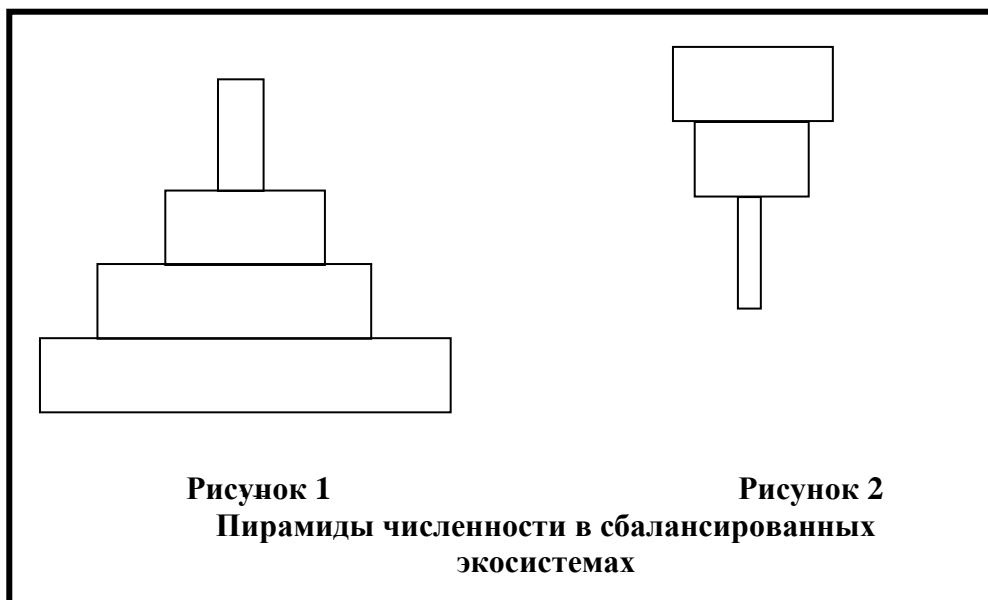 Рисунок 1 Рисунок 2
Пирамиды численности в сбалансированных
экосистемах